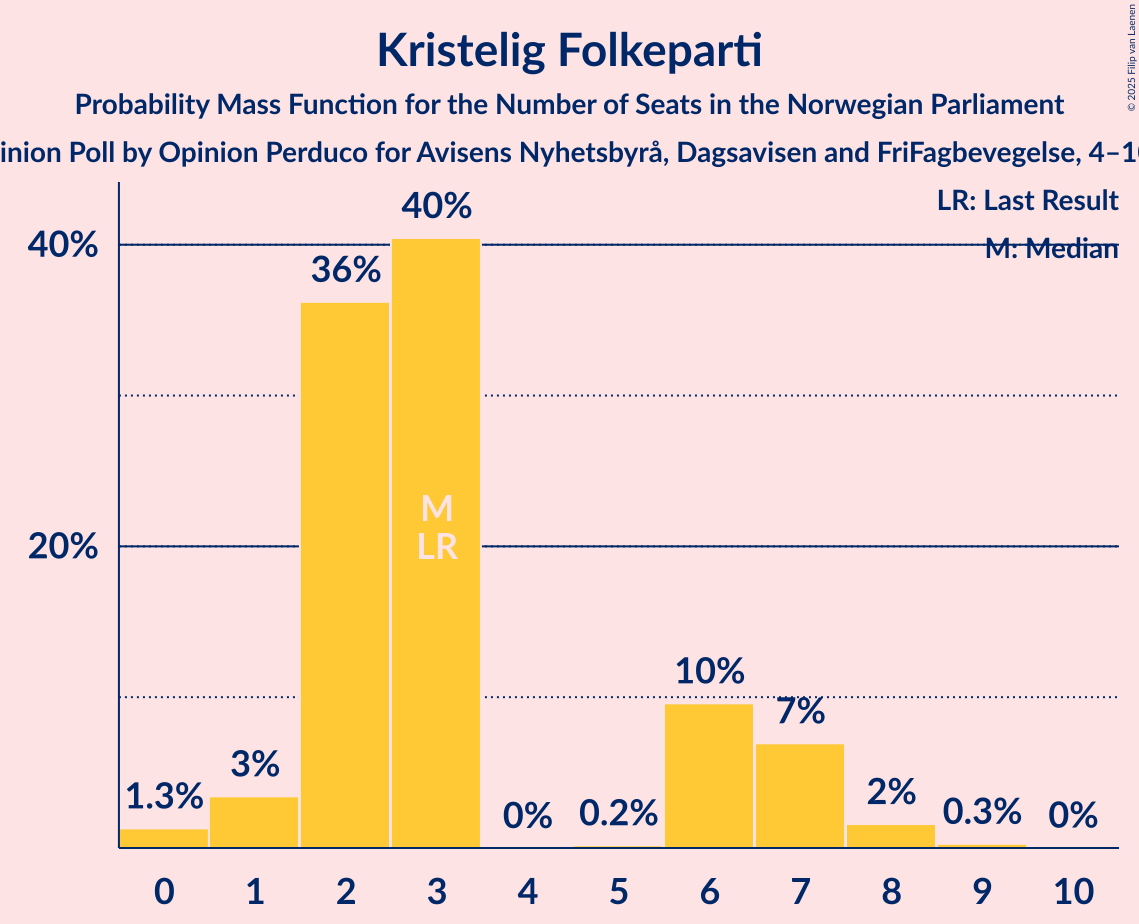 Kristelig Folkeparti
Probability Mass Function for the Number of Seats in the Norwegian Parliament
Poll by Opinion Perduco for Avisens Nyhetsbyrå, Dagsavisen and FriFagbevegelse,
© 2025 Filip van Laenen
LR: Last Result
M: Median
40%
20%
1.3%
3%
36%
40%
M
LR
0%
0.2%
10%
7%
2%
0.3%
0%
0 1 2 3 4 5 6 7 8 9 10